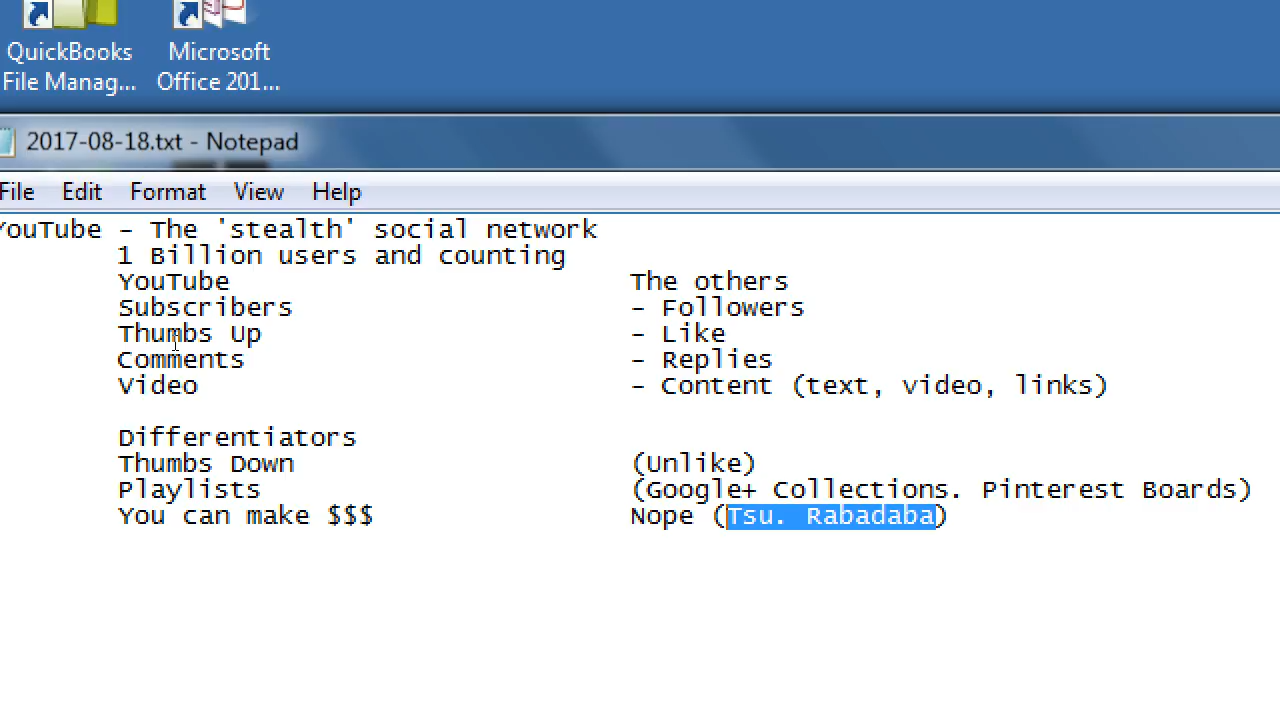 QuickBooks File Manag...
Microsoft Office 201...
2017-08-18.txt - Notepad
File Edit Format View Help
YouTube - The 'stealth' social network
1 Billion users and counting
YouTube The others
Subscribers - Followers
Thumbs Up - Like
Comments - Replies
Video - Content (text, video, links)
Differentiators
Thumbs Down (Unlike)
Playlists (Google+ Collections. Pinterest Boards)
You can make $$$ Nope (Tsu. Rabadaba)